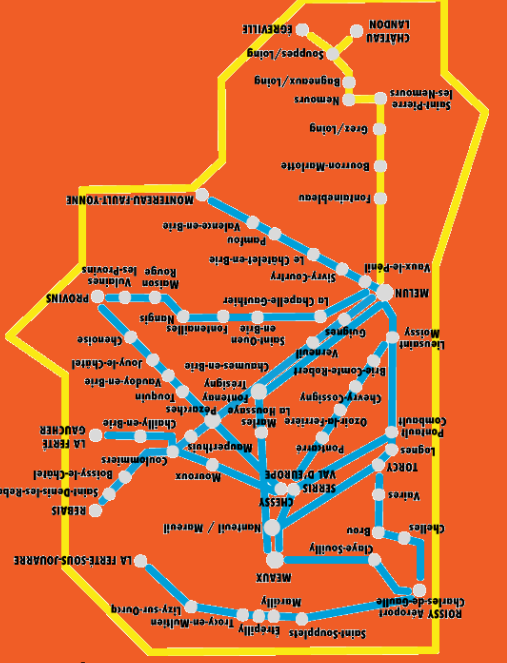 Saint-Soupplets
Etrépilly
Trocy-en-Multien
Lizy-sur-Ourcq
Marcilly
ROISSY Aéroport
Charles-de-Gaulle
MEAUX
LA FERTÉ-SOUS-JOUARRE
Claye-Souilly
Chelles
Brou
Nanteuil / Mareuil
REBAIS
Saint-Denis-les-Rebais
Vaires
CHESSY
SERRIS
VAL D'EUROPE
Boissy-le-Châtel
TORCY
Mouroux
Coulommiers
Lognes
Pontcarré
Mauperthuis
LA FERTÉ
GAUCHER
Pontault
Combault
Ozoir-la-Ferrière
Marles
La Houssaye
Chailly-en-Brie
Pézarches
Chevry-Cossigny
Fontenay
Trésigny
Touquin
Vaudoy-en-Brie
Brie-Comte-Robert
Chaumes-en-Brie
Jouy-le-Châtel
Verneuil
Moissy
Lieusaint
Guignes
Saint-Ouen
en-Brie
Fontenailles
Nangis
Chenoise
La Chapelle-Gauthier
MELUN
Maison
Rouge
Vulaines
les-Provins
PROVINS
Vaux-le-Pénil
Sivry-Courtry
Le Chatelet-en-Brie
Pamfou
Valence-en-Brie
MONTEREAU-FAULT-YONNE
Fontainebleau
Bourron-Marlotte
Grez/Loing
Saint-Pierre
les-Nemours
Nemours
Bagneaux/Loing
Souppes/Loing
CHÂTEAU
LANDON
ÉGREVILLE